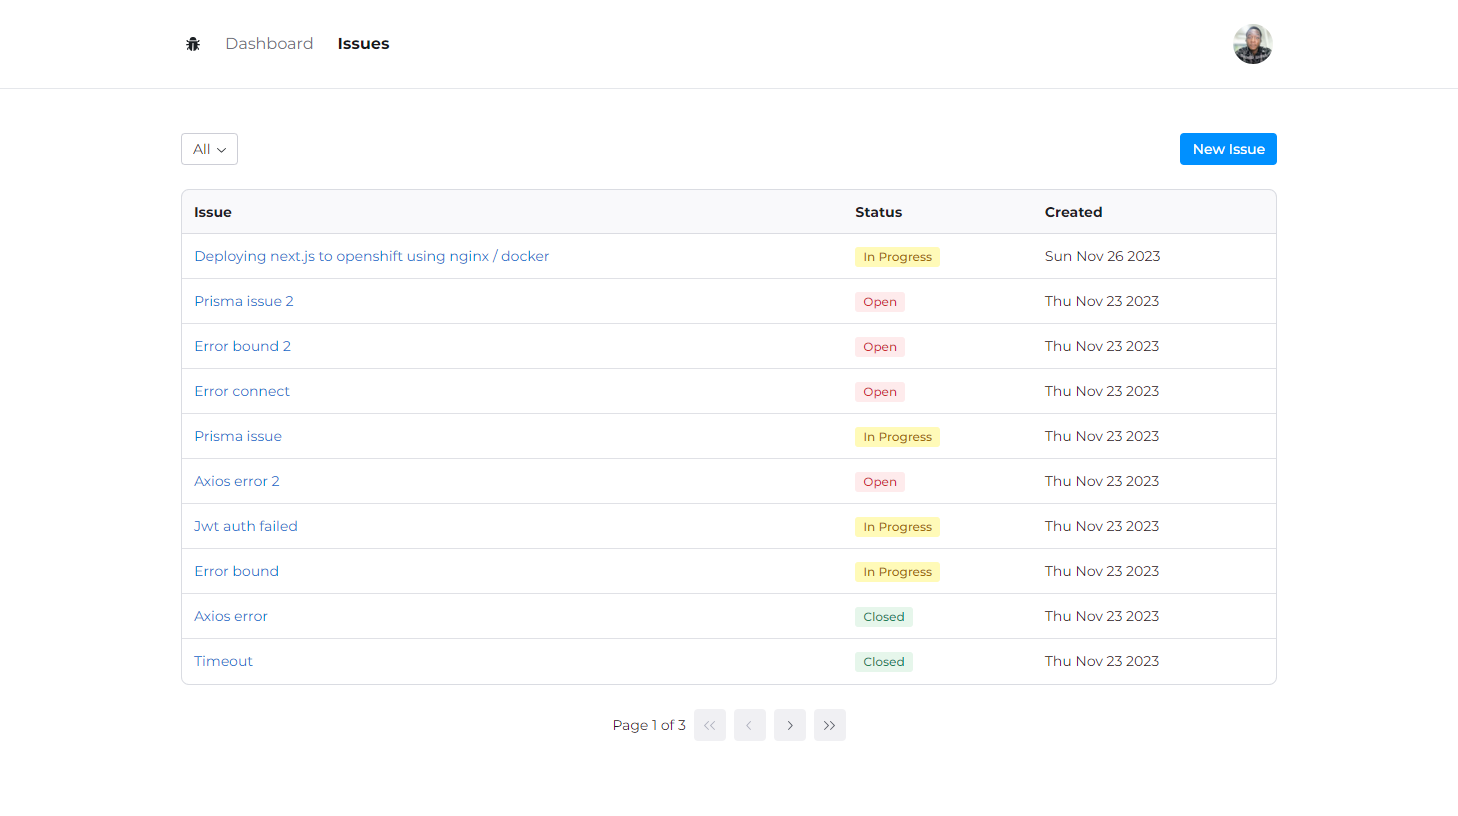 Dashboard Issues
All New Issue
Issue Status Created
Deploying next.js to openshift using nginx / docker In Progress Sun Nov 26 2023
Prisma issue 2 Open Thu Nov 23 2023
Error bound 2 Open Thu Nov 23 2023
Error connect Open Thu Nov 23 2023
Prisma issue In Progress Thu Nov 23 2023
Axios error 2 Open Thu Nov 23 2023
Jwt auth failed In Progress Thu Nov 23 2023
Error bound In Progress Thu Nov 23 2023
Axios error Closed Thu Nov 23 2023
Timeout Closed Thu Nov 23 2023
Page 1 of 3